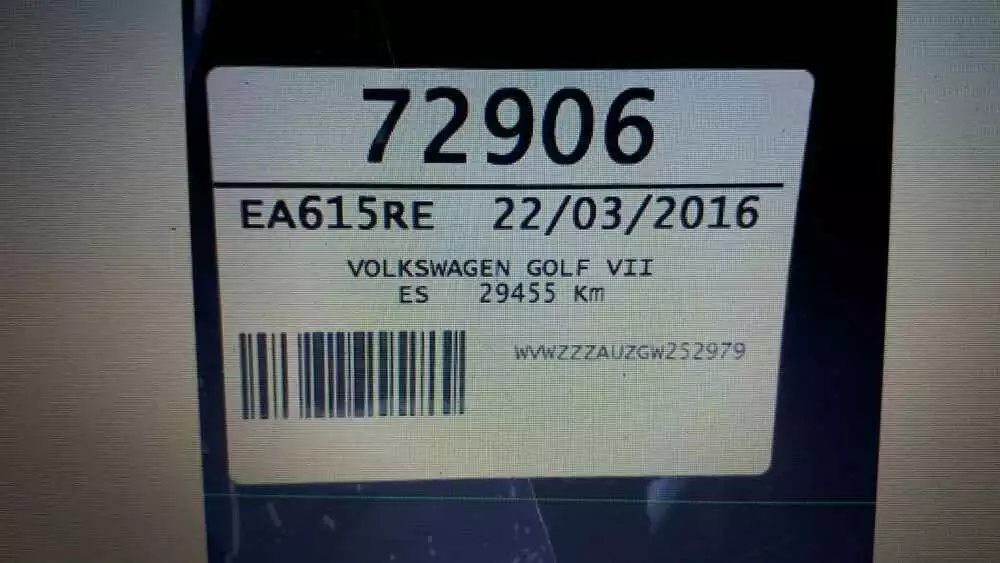 72906
EA615RE 22/03/2016
VOLKSWAGEN GOLF VII
ES 29455 Km
WVWZZZAUZGW252979